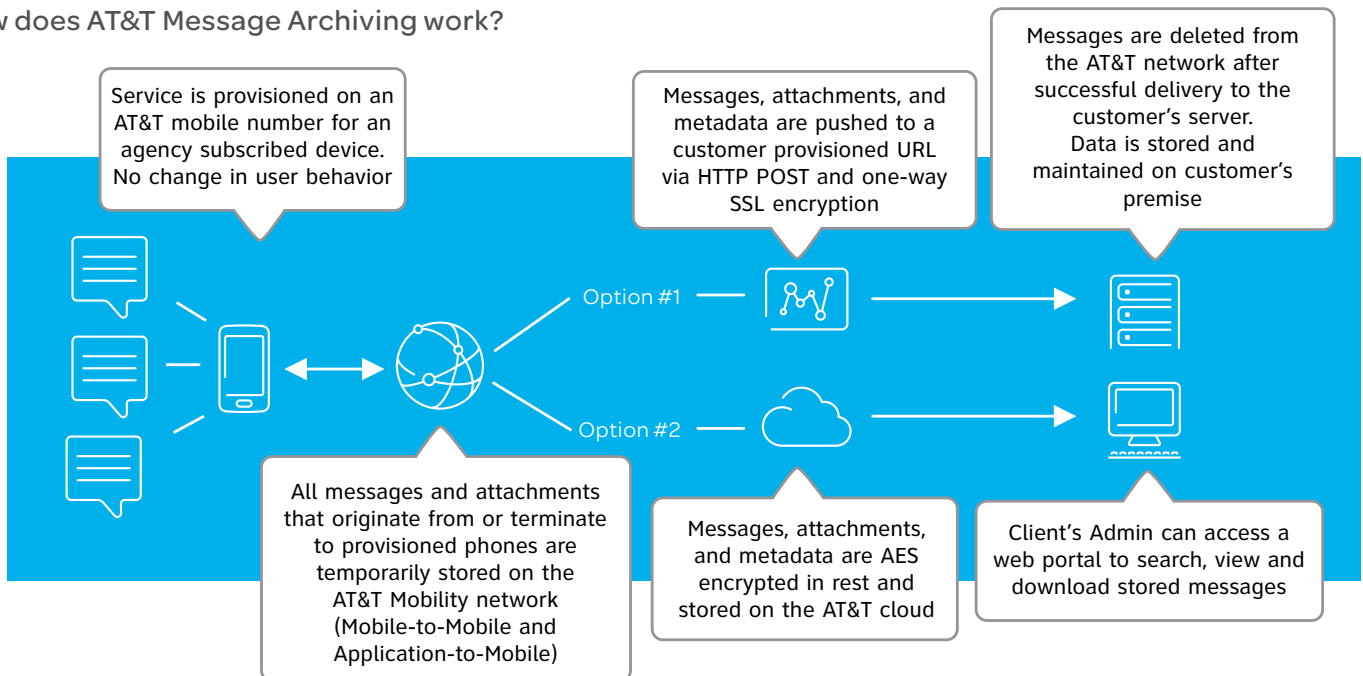 w does AT&T Message Archiving work?
Service is provisioned on an
AT&T mobile number for an
agency subscribed device.
No change in user behavior
Messages, attachments, and
metadata are pushed to a
customer provisioned URL
via HTTP POST and one-way
SSL encryption
Messages are deleted from
the AT&T network after
successful delivery to the
customer's server.
Data is stored and
maintained on customer's
premise
Option #1
Option #2
All messages and attachments
that originate from or terminate
to provisioned phones are
temporarily stored on the
AT&T Mobility network
(Mobile-to-Mobile and
Application-to-Mobile)
Messages, attachments,
and metadata are AES
encrypted in rest and
stored on the AT&T cloud
Client's Admin can access a
web portal to search, view and
download stored messages